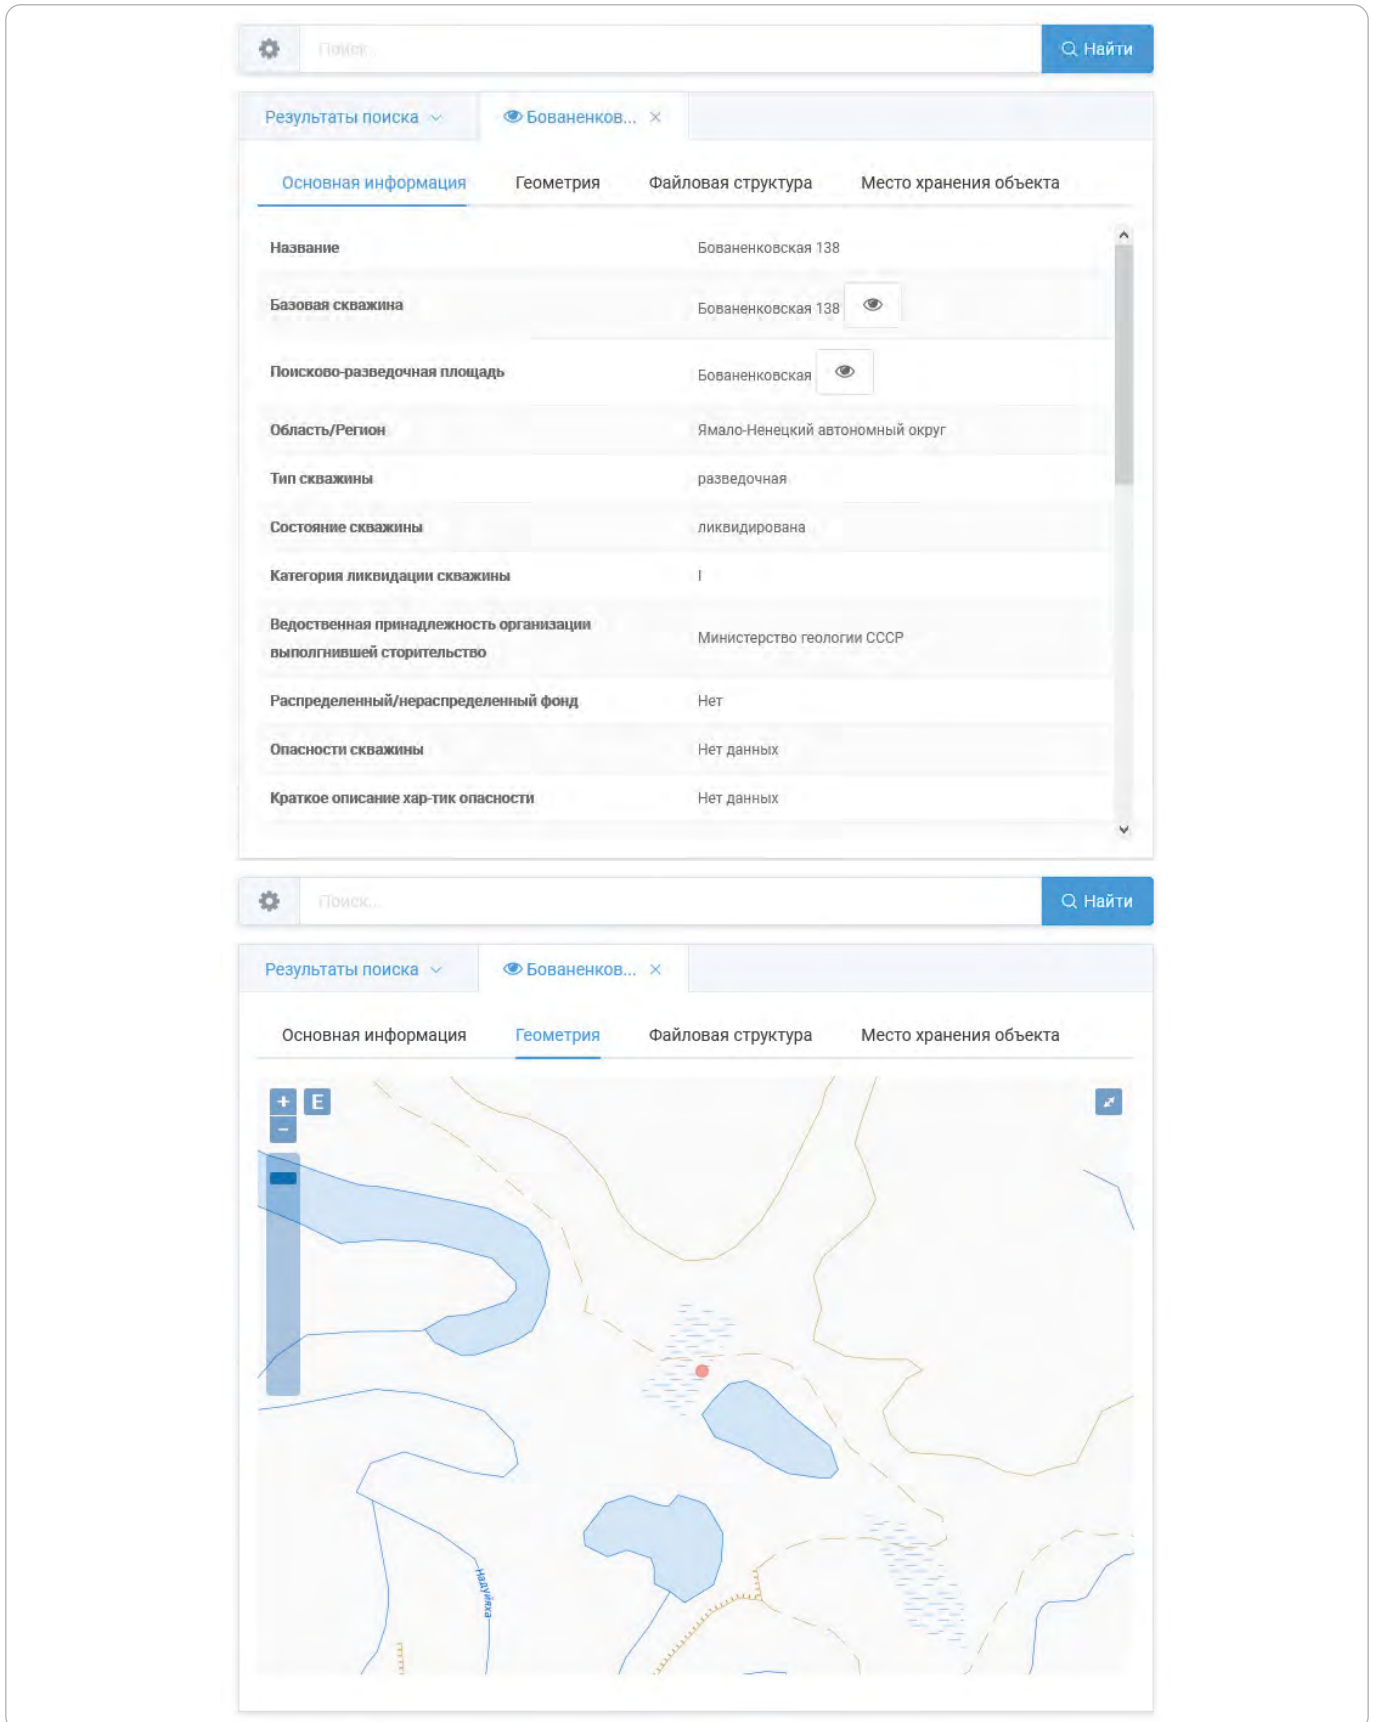 Поиск...
Найти
Результаты поиска
Бованенков...
Основная информация Геометрия Файловая структура Место хранения объекта
Название Бованенковская 138
Базовая скважина Бованенковская 138
Поисково-разведочная площадь Бованенковская
Область/Регион Ямало-Ненецкий автономный округ
Тип скважины разведочная
Состояние скважины ликвидирована
Категория ликвидации скважины I
Ведоственная принадлежность организации
выполгнившей сторительство Министерство геологии СССР
Распределенный/нераспределенный фонд Нет
Опасности скважины Нет данных
Краткое описание хар-тик опасности Нет данных
Поиск...
Найти
Результаты поиска
Бованенков...
Основная информация Геометрия Файловая структура Место хранения объекта
+ E
−
Надуйяха